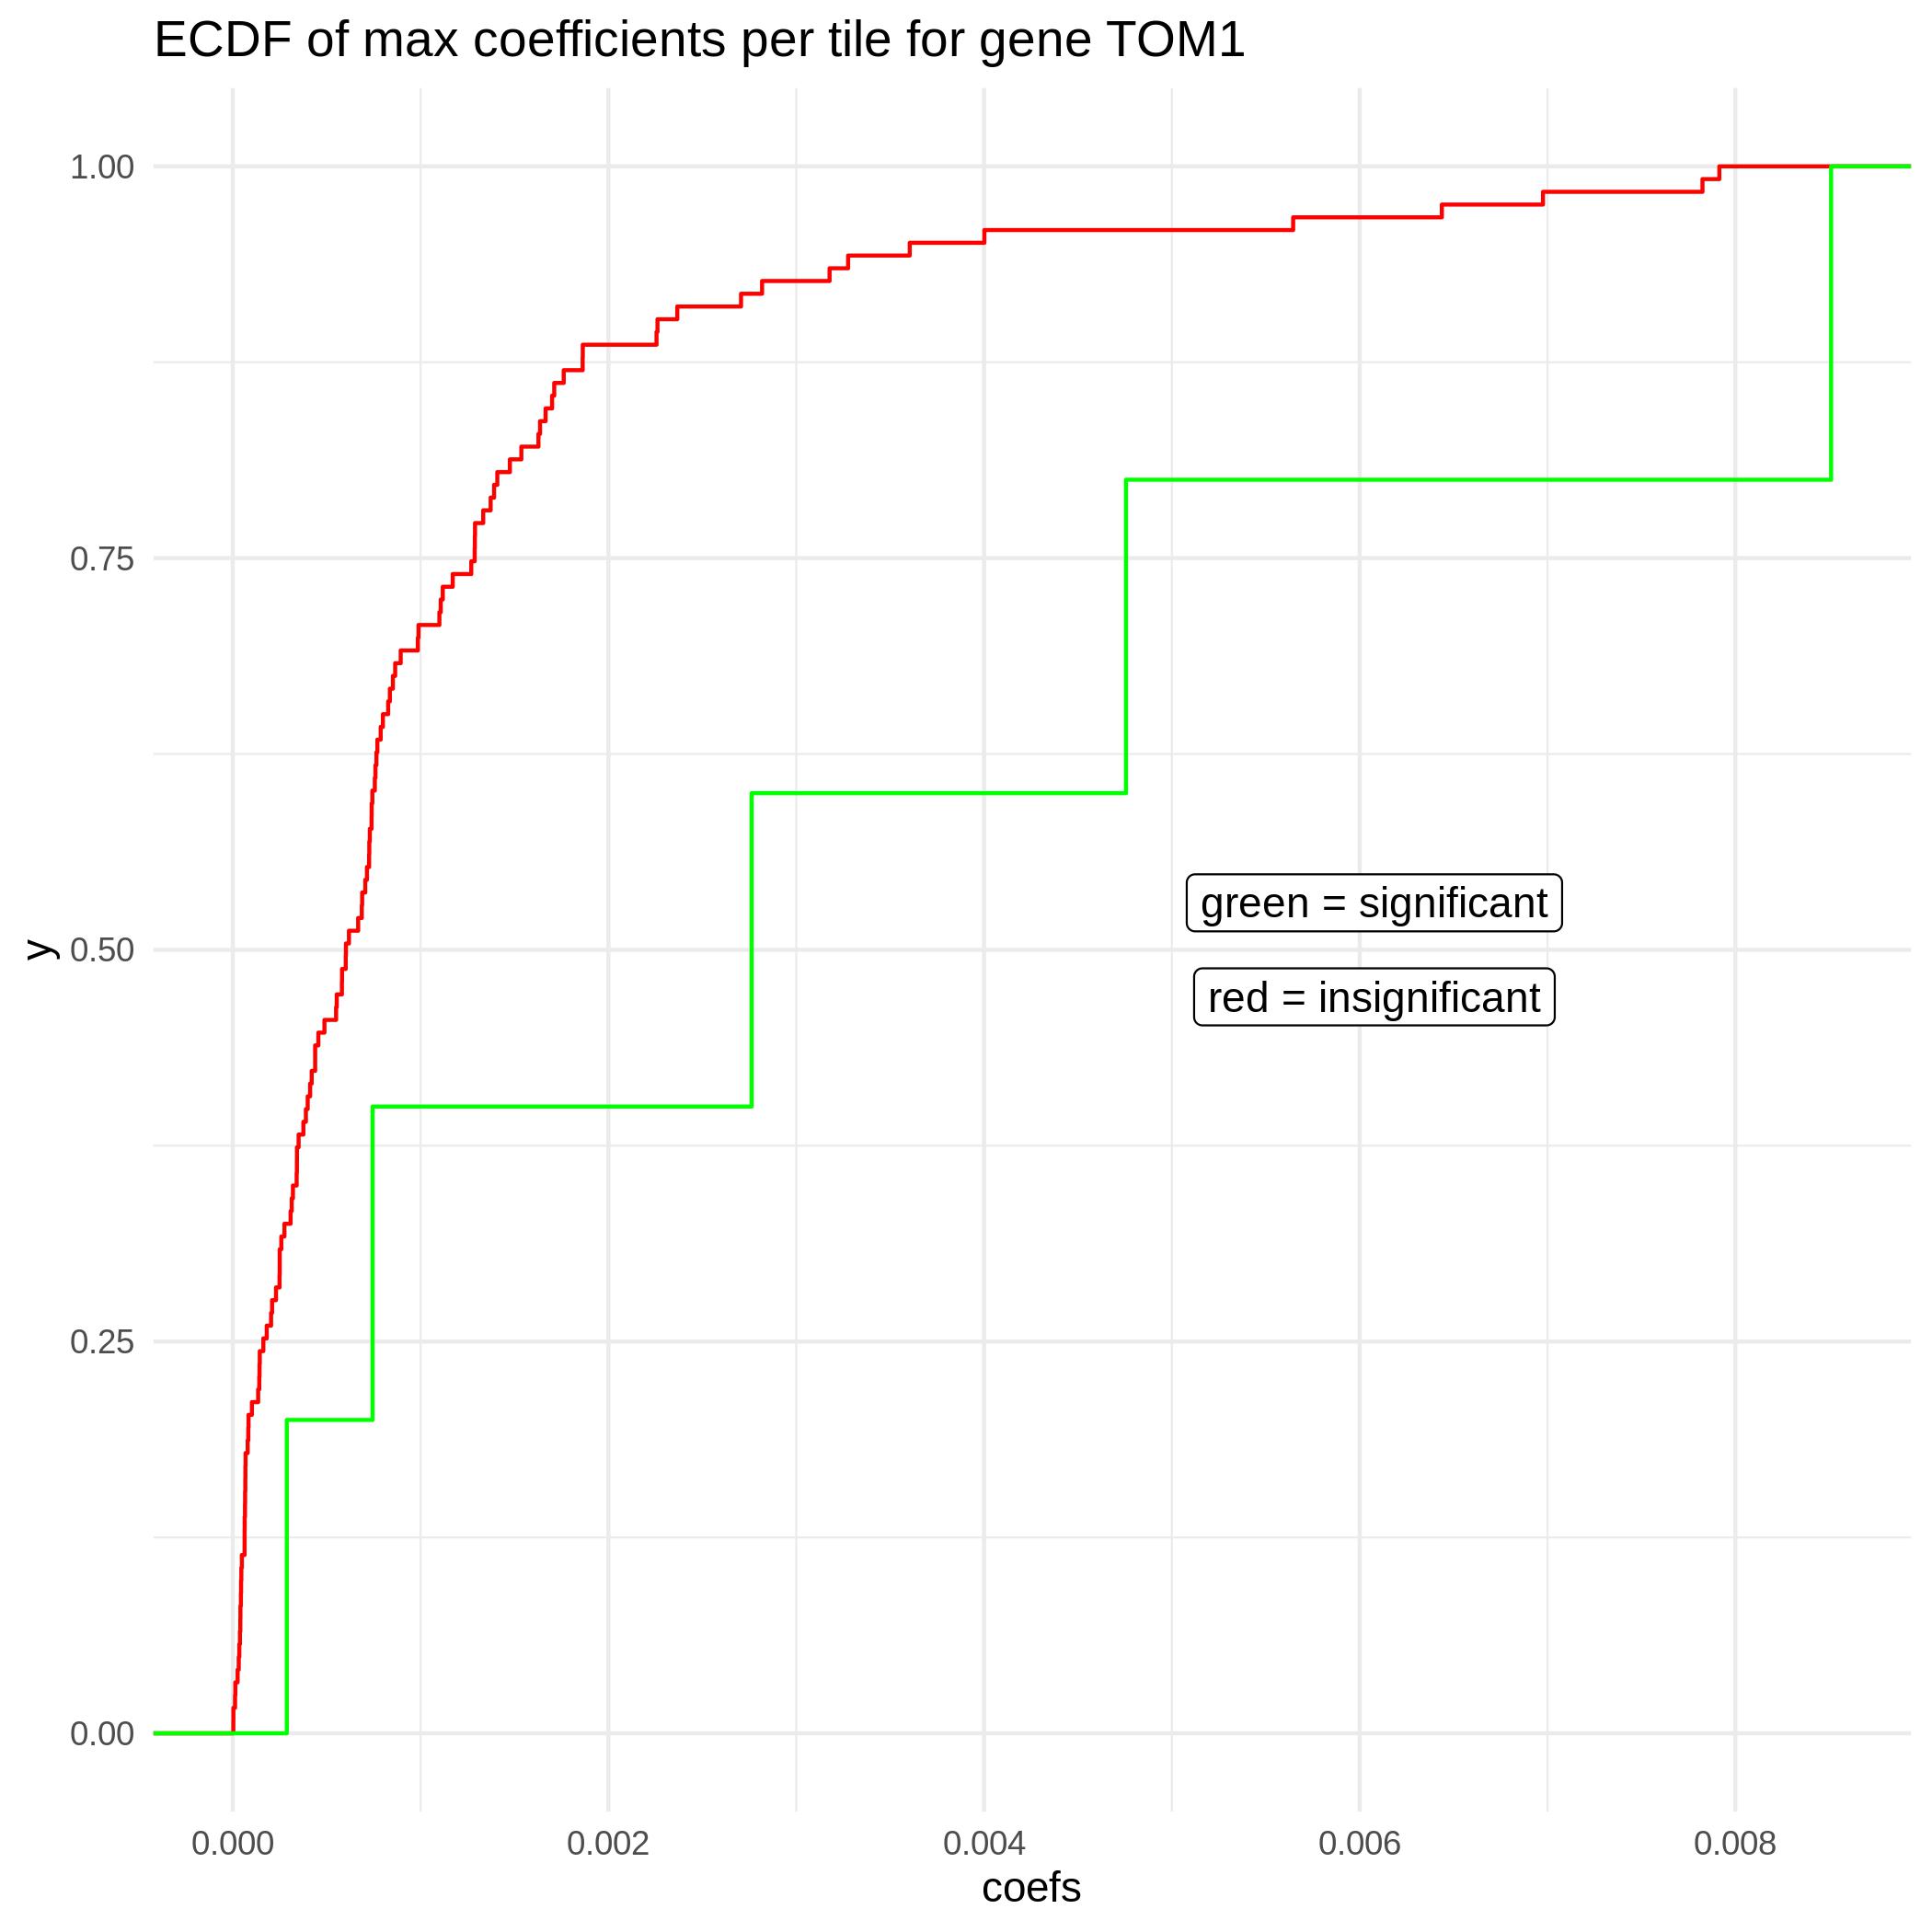 ECDF of max coefficients per tile for gene TOM1
1.00
0.75
0.50
0.25
0.00
y
green = significant
red = insignificant
0.000 0.002 0.004 0.006 0.008
coefs